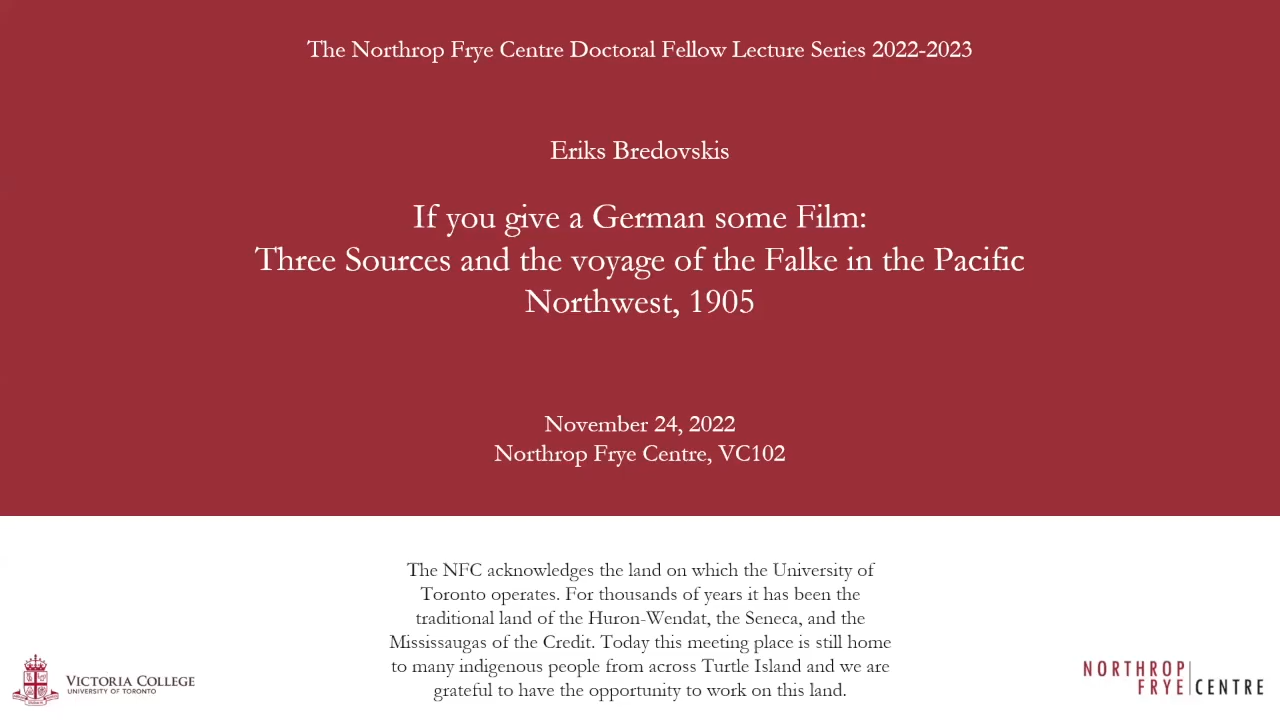 The Northrop Frye Centre Doctoral Fellow Lecture Series 2022-2023
Eriks Bredovskis
If you give a German some Film:
Three Sources and the voyage of the Falke in the Pacific
Northwest, 1905
November 24, 2022
Northrop Frye Centre, VC102
The NFC acknowledges the land on which the University of
Toronto operates. For thousands of years it has been the
traditional land of the Huron-Wendat, the Seneca, and the
Mississaugas of the Credit. Today this meeting place is still home
to many indigenous people from across Turtle Island and we are
grateful to have the opportunity to work on this land.
VICTORIA COLLEGE
UNIVERSITY OF TORONTO
NORTHROP
FRYE CENTRE